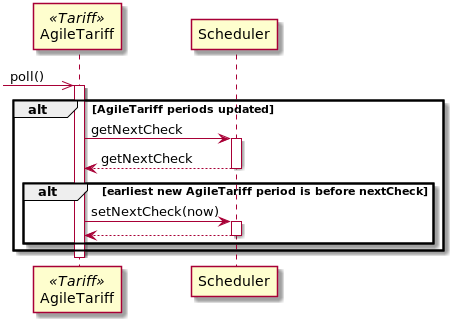 «Tariff»
AgileTariff
Scheduler
poll()
alt [AgileTariff periods updated]
getNextCheck
getNextCheck
alt [earliest new AgileTariff period is before nextCheck]
setNextCheck(now)
«Tariff»
AgileTariff
Scheduler